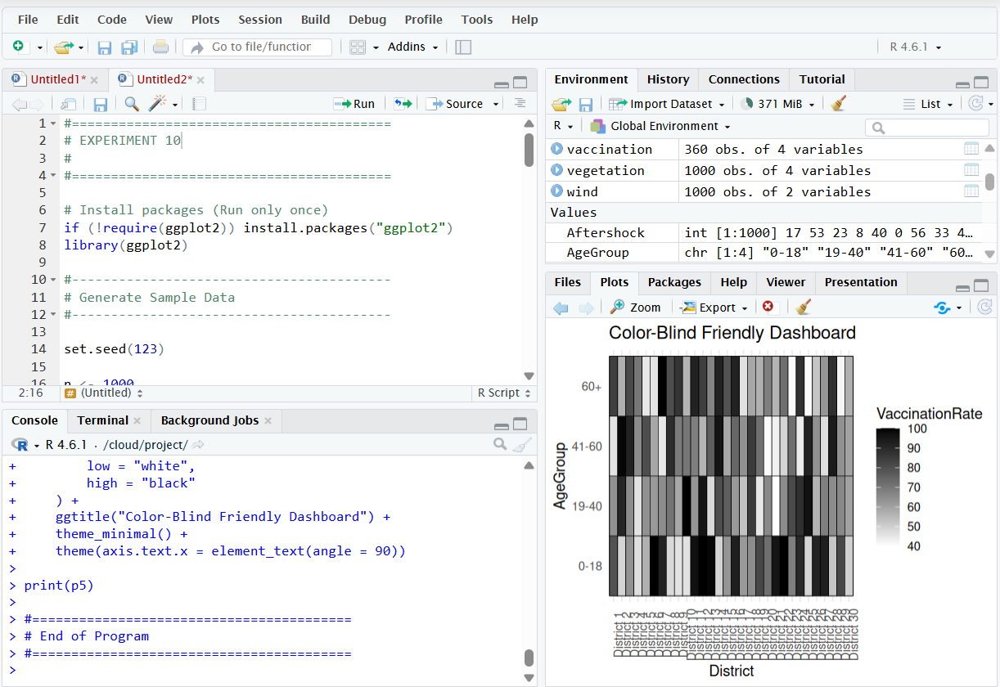 File Edit Code View Plots Session Build Debug Profile Tools Help
Go to file/function Addins R 4.6.1
Untitled1* Untitled2*
Run Source
1 #=========================================
2 # EXPERIMENT 10
3 #
4 #=========================================
5
6 # Install packages (Run only once)
7 if (!require(ggplot2)) install.packages("ggplot2")
8 library(ggplot2)
9
10 #-----------------------------------------
11 # Generate Sample Data
12 #-----------------------------------------
13
14 set.seed(123)
15
16 n <- 1000
2:16 # (Untitled) R Script
Console Terminal Background Jobs
R 4.6.1 · /cloud/project/
+ low = "white",
+ high = "black"
+ ) +
+ ggtitle("Color-Blind Friendly Dashboard") +
+ theme_minimal() +
+ theme(axis.text.x = element_text(angle = 90))
>
> print(p5)
>
> #=========================================
> # End of Program
> #=========================================
>
Environment History Connections Tutorial
Import Dataset 371 MiB List
R Global Environment
vaccination 360 obs. of 4 variables
vegetation 1000 obs. of 4 variables
wind 1000 obs. of 2 variables
Values
Aftershock int [1:1000] 17 53 23 8 40 0 56 33 4…
AgeGroup chr [1:4] "0-18" "19-40" "41-60" "60…
Files Plots Packages Help Viewer Presentation
Zoom Export
Color-Blind Friendly Dashboard
60+
41-60
19-40
0-18
AgeGroup
VaccinationRate
100
90
80
70
60
50
40
District 1
District 2
District 3
District 4
District 5
District 6
District 7
District 8
District 9
District 10
District 11
District 12
District 13
District 14
District 15
District 16
District 17
District 18
District 19
District 20
District 21
District 22
District 23
District 24
District 25
District 26
District 27
District 28
District 29
District 30
District